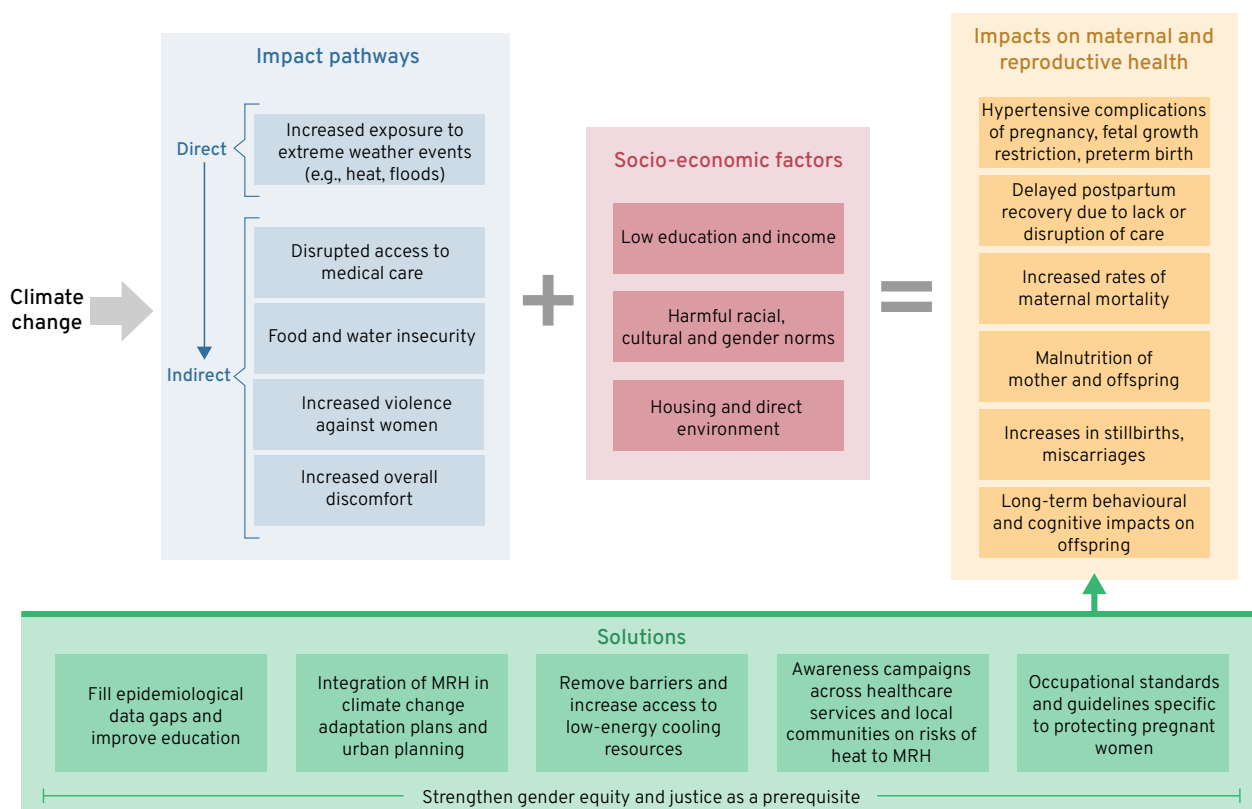 Climate
change
Impact pathways
Direct
Increased exposure to
extreme weather events
(e.g., heat, floods)
Indirect
Disrupted access to
medical care
Food and water insecurity
Increased violence
against women
Increased overall
discomfort
+
Socio-economic factors
Low education and income
Harmful racial,
cultural and gender norms
Housing and direct
environment
=
Impacts on maternal and
reproductive health
Hypertensive complications
of pregnancy, fetal growth
restriction, preterm birth
Delayed postpartum
recovery due to lack or
disruption of care
Increased rates of
maternal mortality
Malnutrition of
mother and offspring
Increases in stillbirths,
miscarriages
Long-term behavioural
and cognitive impacts on
offspring
Solutions
Fill epidemiological
data gaps and
improve education
Integration of MRH in
climate change
adaptation plans and
urban planning
Remove barriers and
increase access to
low-energy cooling
resources
Awareness campaigns
across healthcare
services and local
communities on risks of
heat to MRH
Occupational standards
and guidelines specific
to protecting pregnant
women
Strengthen gender equity and justice as a prerequisite